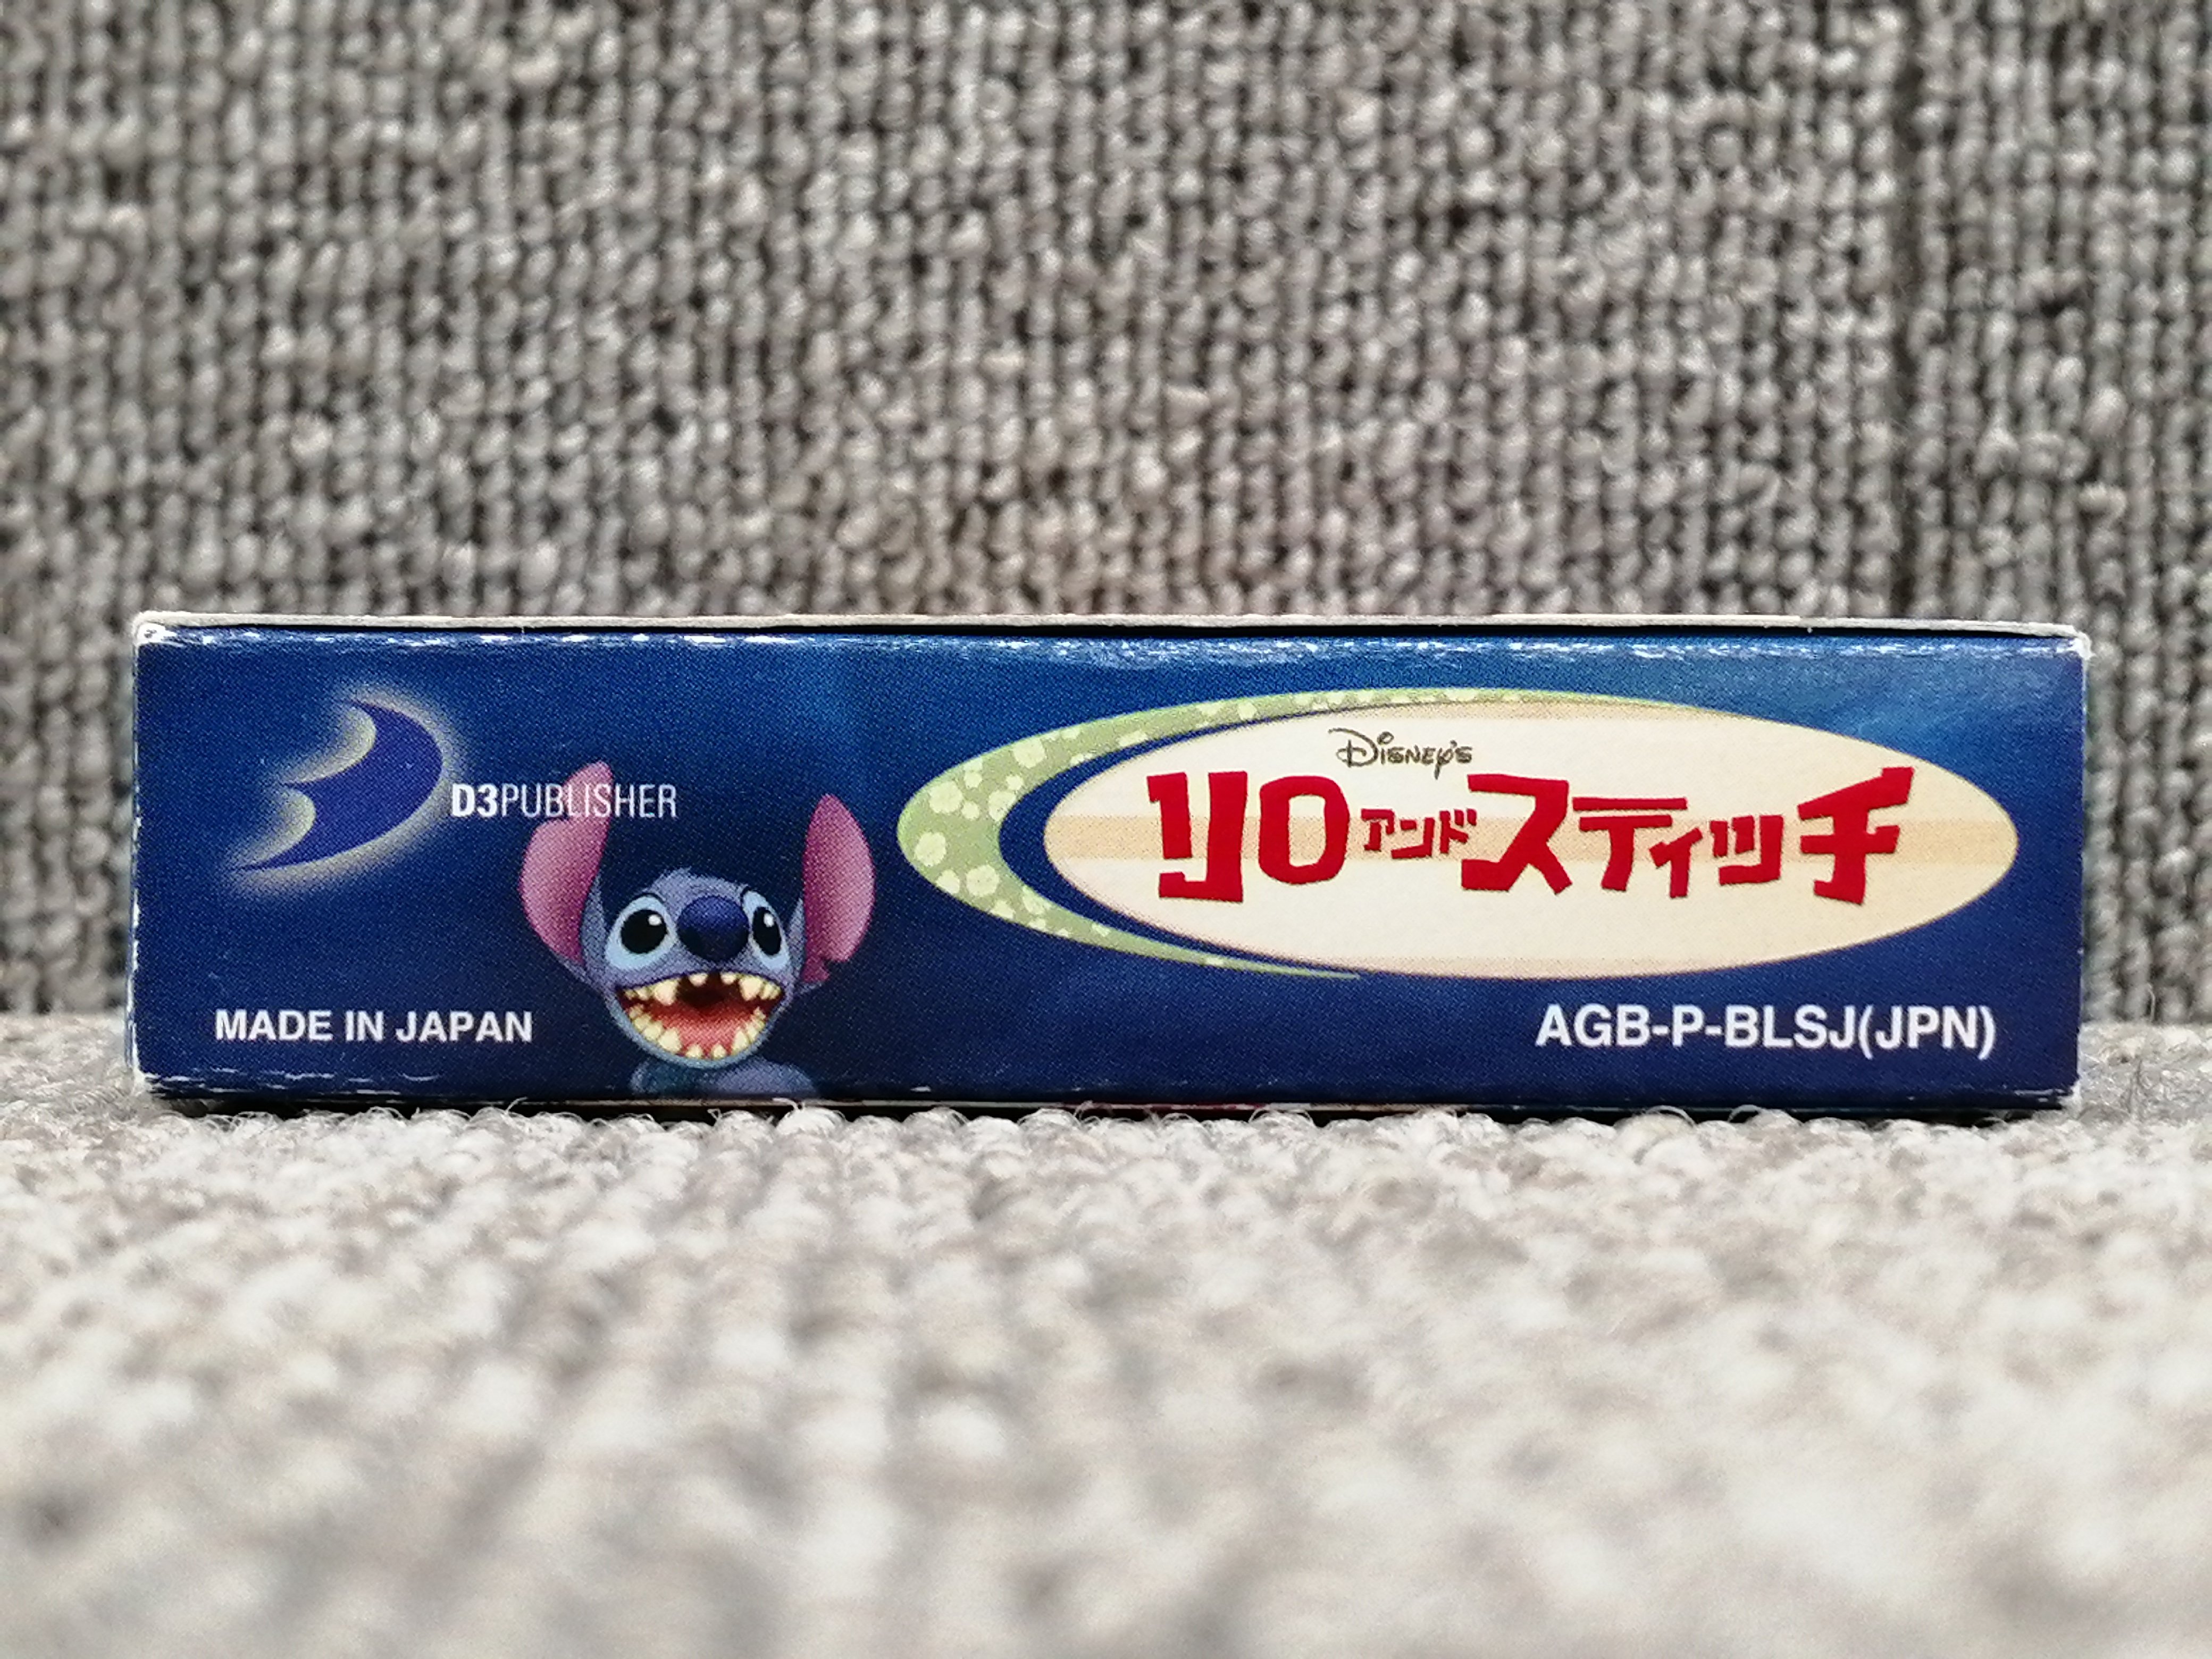 D3PUBLISHER
MADE IN JAPAN
Disney's
リロアンドスティッチ
AGB-P-BLSJ(JPN)